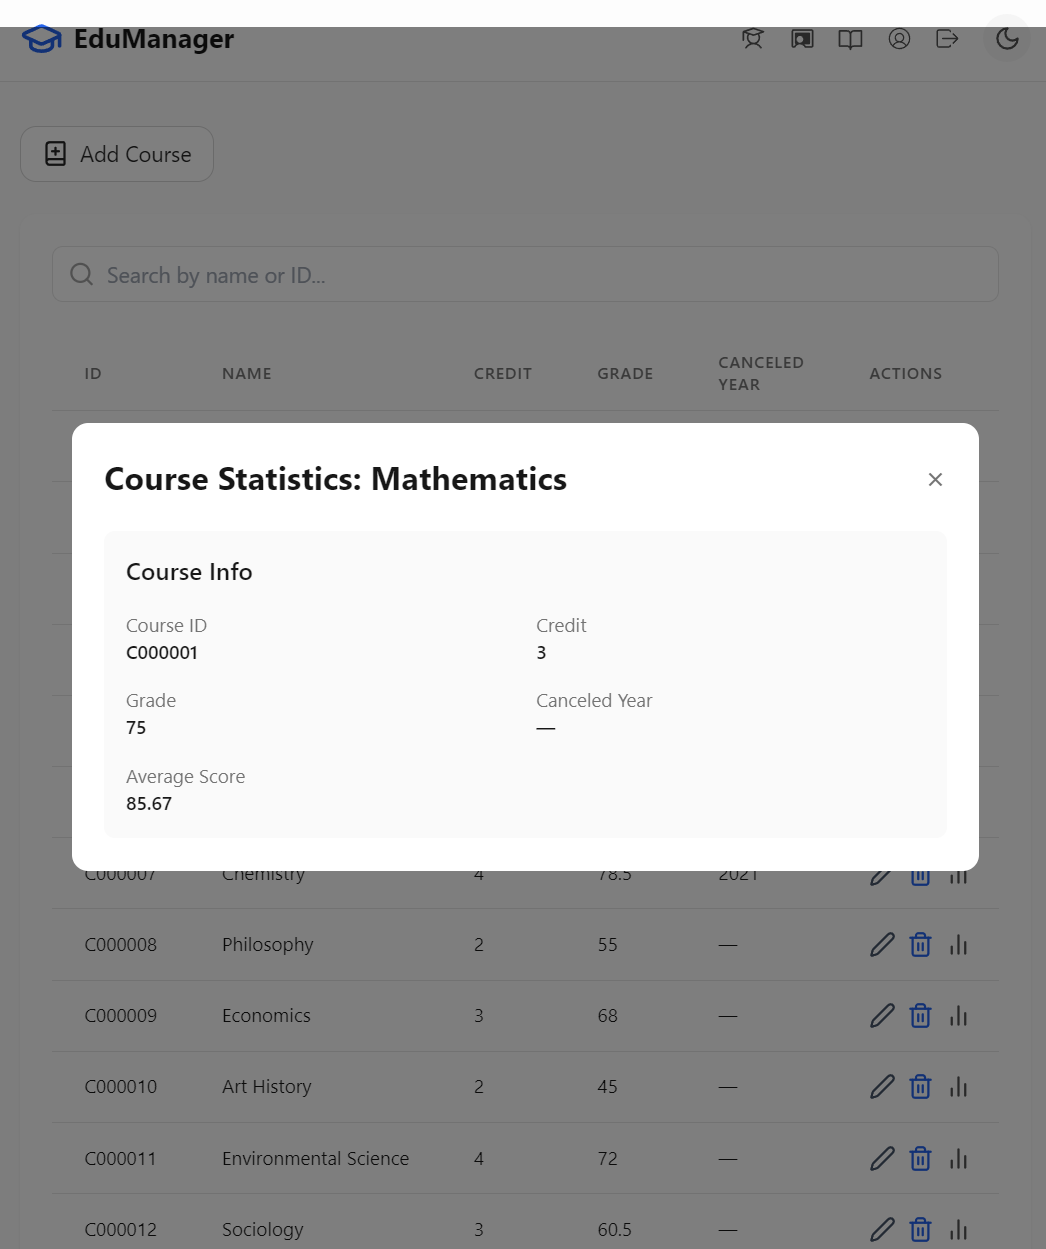 EduManager
Add Course
Search by name or ID...
ID NAME CREDIT GRADE CANCELED YEAR ACTIONS
Course Statistics: Mathematics
Course Info
Course ID Credit
C000001 3
Grade Canceled Year
75 —
Average Score
85.67
C000007 Chemistry 4 78.5 2021
C000008 Philosophy 2 55 —
C000009 Economics 3 68 —
C000010 Art History 2 45 —
C000011 Environmental Science 4 72 —
C000012 Sociology 3 60.5 —